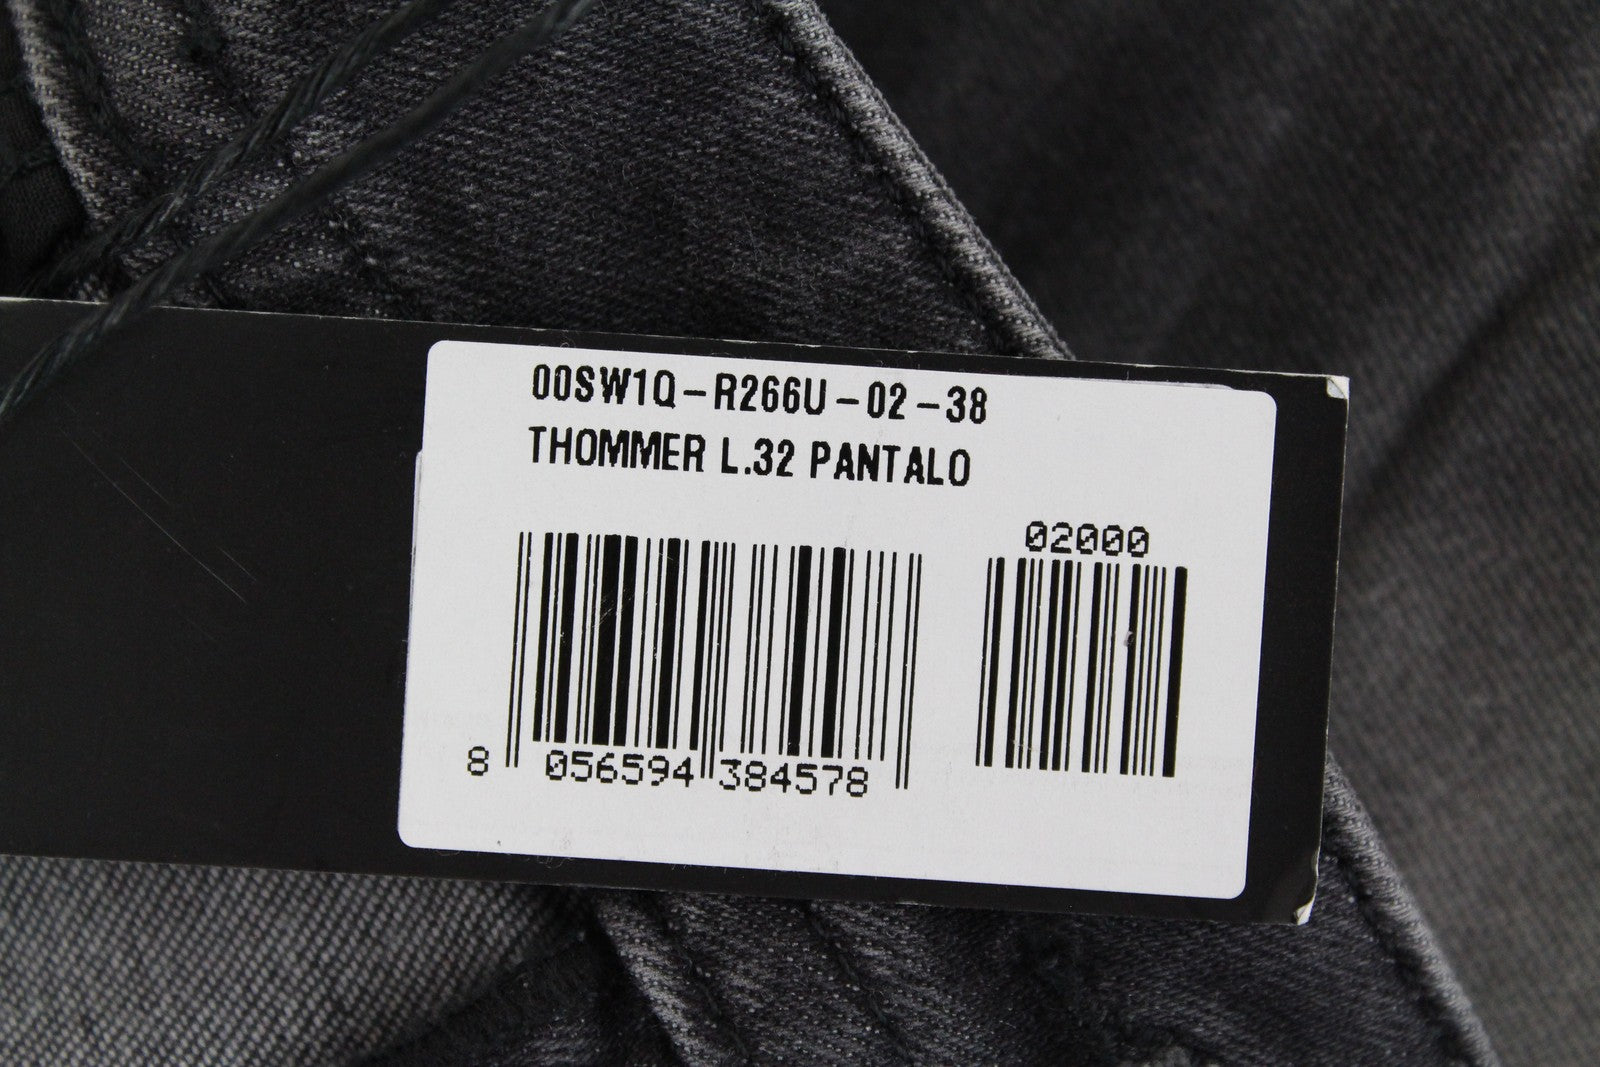 00SW1Q-R266U-02-38
THOMMER L.32 PANTALO
02000
8 056594 384578